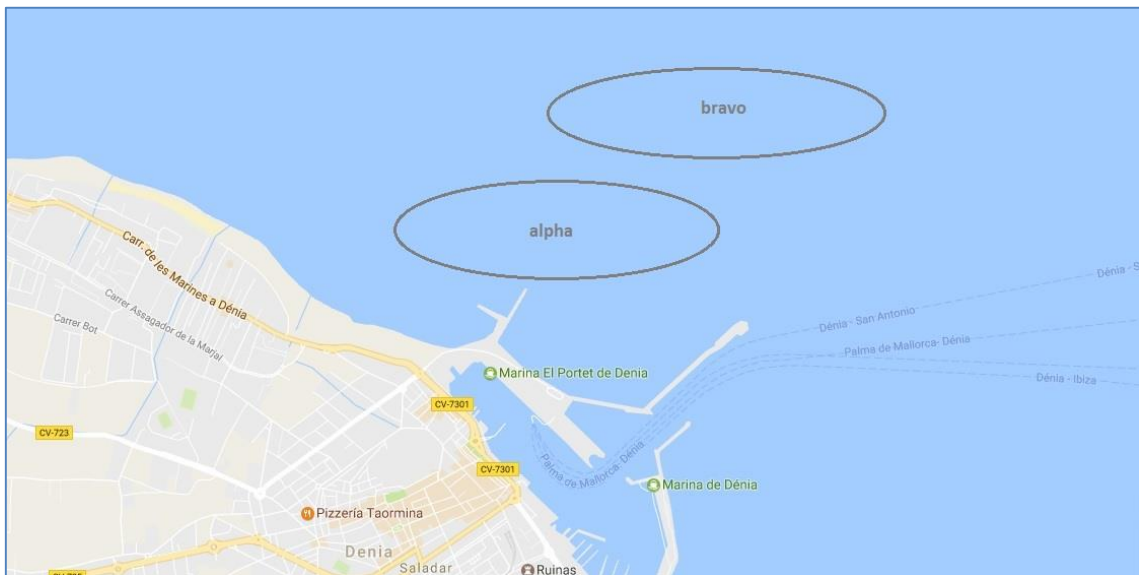 bravo
alpha
Carr. de les Marines a Dénia
Carrer Assagador de la Marjal
Carrer Bot
Dénia - S
Dénia - San Antonio
Palma de Mallorca- Dénia
Dénia - Ibiza
Marina El Portet de Denia
CV-7301
CV-723
CV-7301
Palma de Mallorca- Dénia
Marina de Dénia
Pizzería Taormina
Denia
Saladar
Ruinas